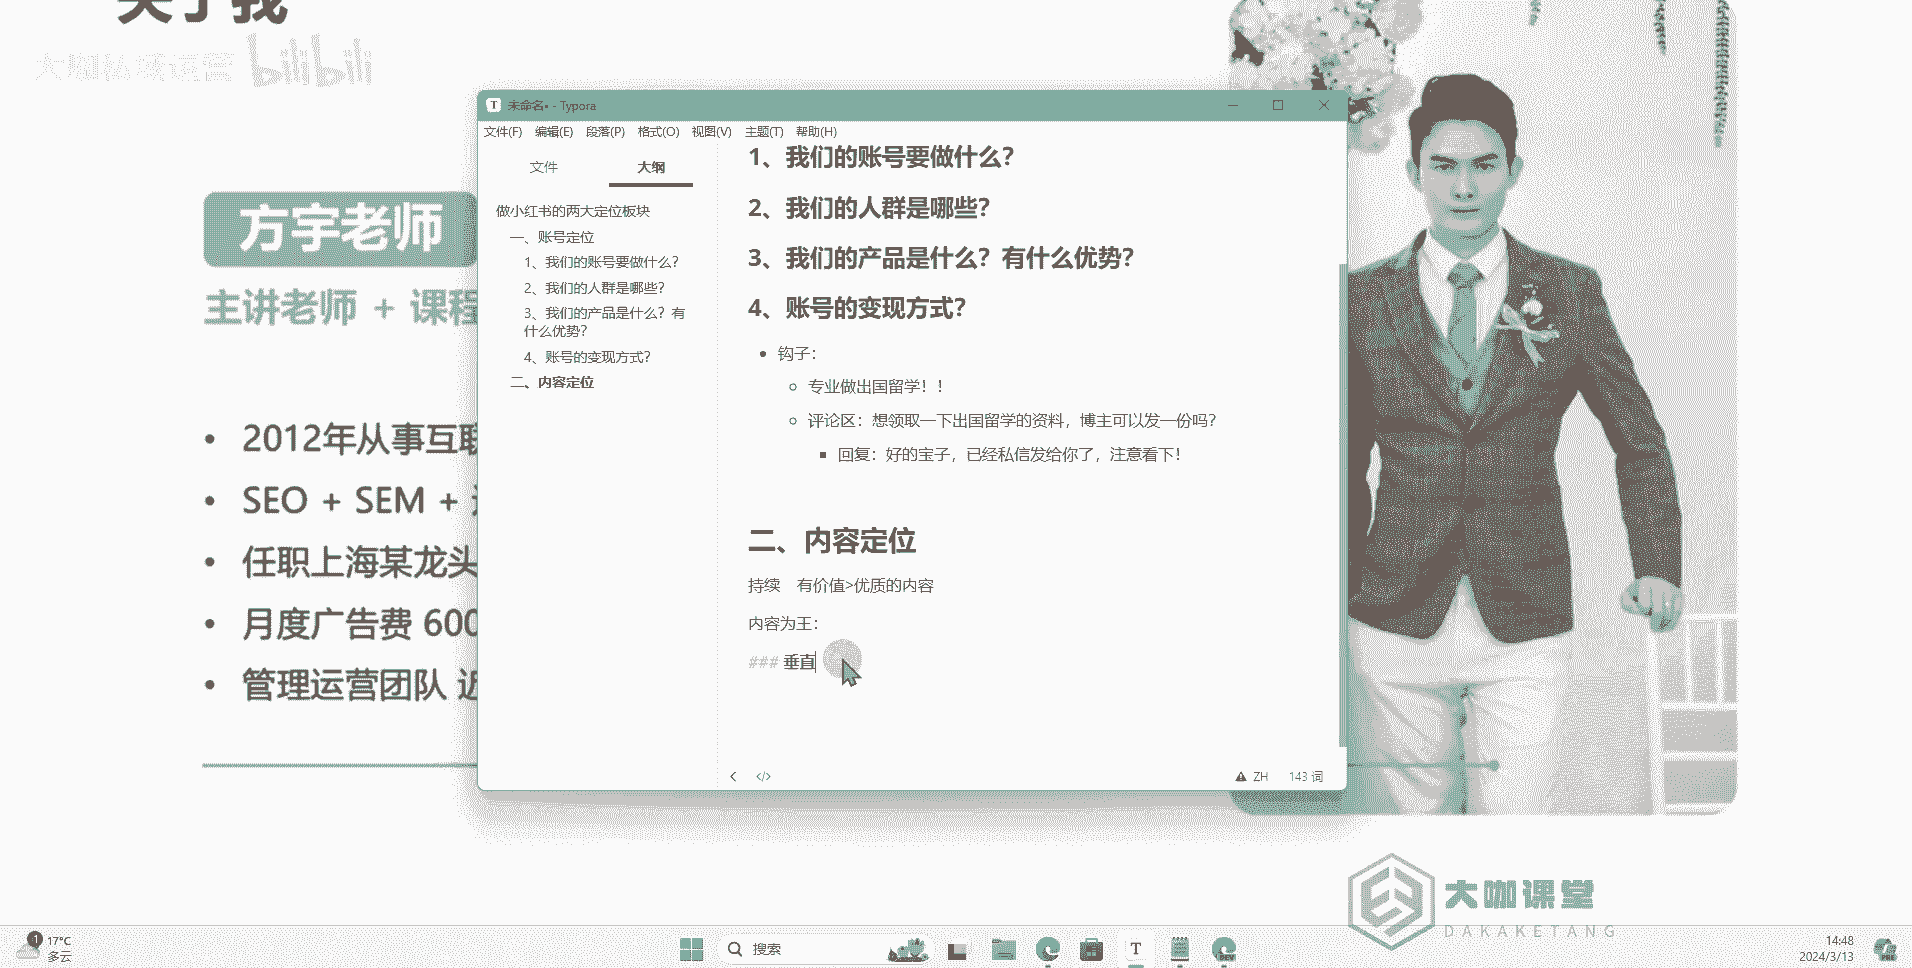 关于我
大咖私域运营 bilibili
方宇老师
主讲老师 + 课程
• 2012年从事互联
• SEO + SEM +
• 任职上海某龙头
• 月度广告费 600
• 管理运营团队 近
未命名• - Typora
文件(F) 编辑(E) 段落(P) 格式(O) 视图(V) 主题(T) 帮助(H)
文件 大纲
做小红书的两大定位板块
一、账号定位
1、我们的账号要做什么？
2、我们的人群是哪些？
3、我们的产品是什么？有
什么优势？
4、账号的变现方式？
二、内容定位
1、我们的账号要做什么？
2、我们的人群是哪些？
3、我们的产品是什么？有什么优势？
4、账号的变现方式？
• 钩子：
◦ 专业做出国留学！！
◦ 评论区：想领取一下出国留学的资料，博主可以发一份吗？
▪ 回复：好的宝子，已经私信发给你了，注意看下！
二、内容定位
持续 有价值>优质的内容
内容为王：
### 垂直
</> ZH 143 词
大咖课堂
DAKAKETANG
1 17°C
多云
搜索
T
DEV
14:48
2024/3/13
PRE